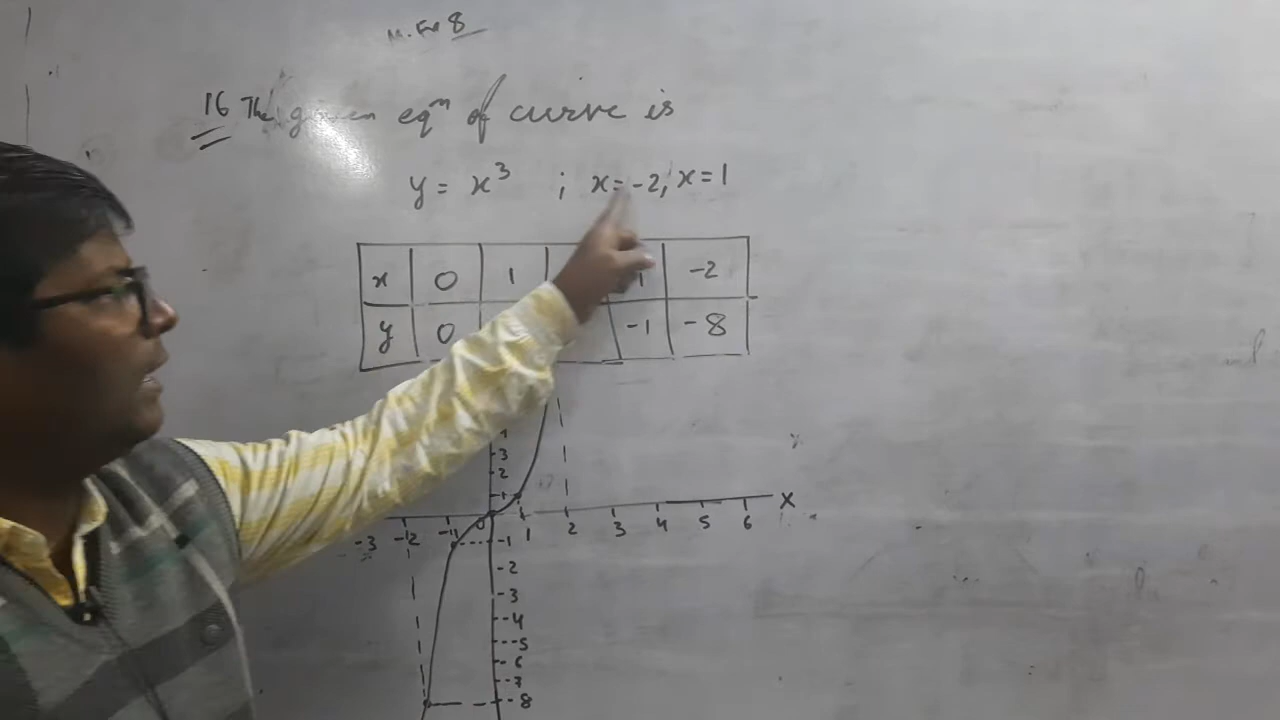 M. Ex 8
16 The given eqn of curve is
y = x³ ; x = -2, x = 1
x 0 1 1 -2
y 0 -1 -8
4
3
2
1
-3 -2 -1 0 1 2 3 4 5 6 X
-1
-2
-3
-4
-5
-6
-7
-8